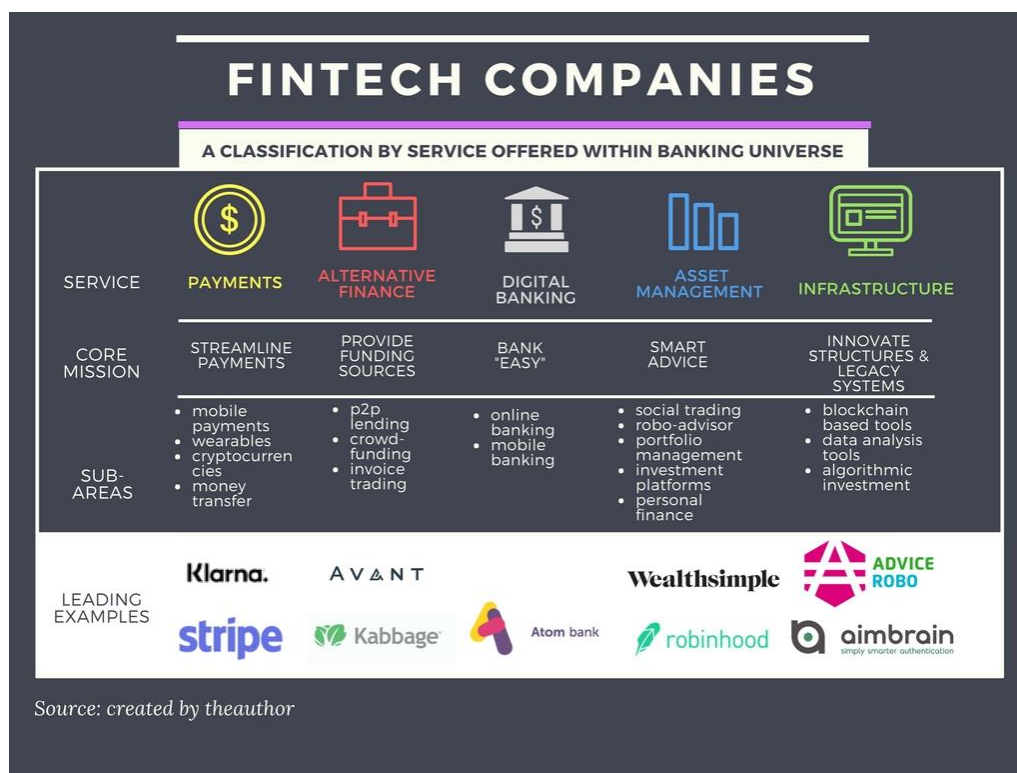 FINTECH COMPANIES
A CLASSIFICATION BY SERVICE OFFERED WITHIN BANKING UNIVERSE
$
$
SERVICE
PAYMENTS
ALTERNATIVE
FINANCE
DIGITAL
BANKING
ASSET
MANAGEMENT
INFRASTRUCTURE
CORE
MISSION
STREAMLINE
PAYMENTS
PROVIDE
FUNDING
SOURCES
BANK
"EASY"
SMART
ADVICE
INNOVATE
STRUCTURES &
LEGACY
SYSTEMS
SUB-
AREAS
• mobile
payments
• wearables
• cryptocurren
cies
• money
transfer
• p2p
lending
• crowd-
funding
• invoice
trading
• online
banking
• mobile
banking
• social trading
• robo-advisor
• portfolio
management
• investment
platforms
• personal
finance
• blockchain
based tools
• data analysis
tools
• algorithmic
investment
LEADING
EXAMPLES
Klarna.
stripe
AVANT
Kabbage
Atom bank
Wealthsimple
robinhood
ADVICE
ROBO
aimbrain
simply smarter authentication
Source: created by theauthor